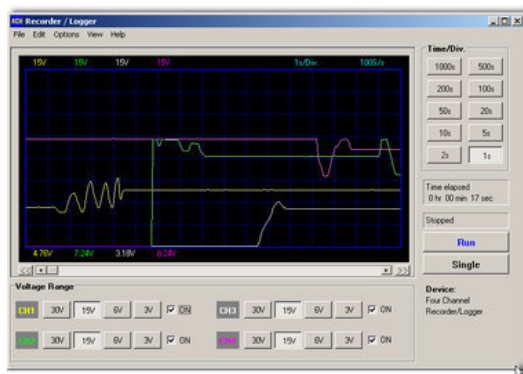 Recorder / Logger
File Edit Options View Help
15V 15V 15V 15V 1s/Div. 100S/s
4.76V 7.24V 3.18V 8.24V
Time/Div.
1000s 500s
200s 100s
50s 20s
10s 5s
2s 1s
Time elapsed
0 hr 00 min 17 sec
Stopped
Run
Single
Device:
Four Channel
Recorder/Logger
Voltage Range
CH1 30V 15V 6V 3V ON CH3 30V 15V 6V 3V ON
CH2 30V 15V 6V 3V ON CH4 30V 15V 6V 3V ON